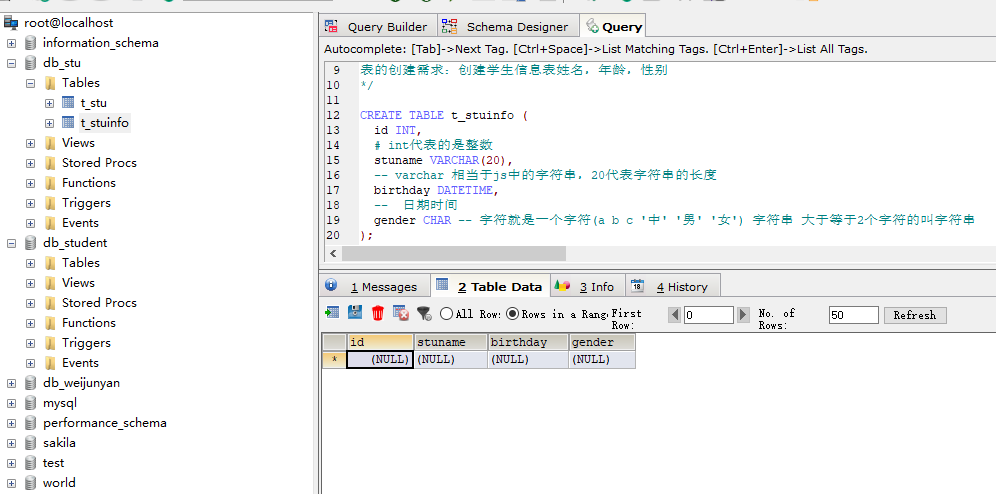 root@localhost
information_schema
db_stu
Tables
t_stu
t_stuinfo
Views
Stored Procs
Functions
Triggers
Events
db_student
Tables
Views
Stored Procs
Functions
Triggers
Events
db_weijunyan
mysql
performance_schema
sakila
test
world
Query Builder Schema Designer Query
Autocomplete: [Tab]->Next Tag. [Ctrl+Space]->List Matching Tags. [Ctrl+Enter]->List All Tags.
9 表的创建需求：创建学生信息表姓名，年龄，性别
10 */
11
12 CREATE TABLE t_stuinfo (
13 id INT,
14 # int代表的是整数
15 stuname VARCHAR(20),
16 -- varchar 相当于js中的字符串，20代表字符串的长度
17 birthday DATETIME,
18 -- 日期时间
19 gender CHAR -- 字符就是一个字符(a b c '中' '男' '女') 字符串 大于等于2个字符的叫字符串
20 );
1 Messages 2 Table Data 3 Info 4 History
All Row: Rows in a Rang. First Row: 0 No. of Rows: 50 Refresh
id stuname birthday gender
* (NULL) (NULL) (NULL) (NULL)